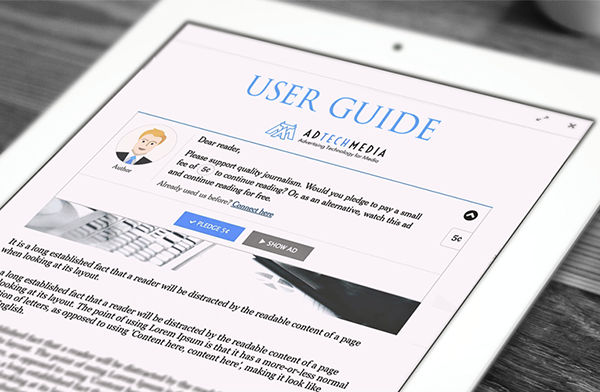 USER GUIDE
ADTECHMEDIA
Advertising Technology for Media
Dear reader,
Please support quality journalism. Would you pledge to pay a small
fee of 5¢ to continue reading? Or, as an alternative, watch this ad
and continue reading for free.
Author
Already used us before? Connect here
5¢
PLEDGE 5¢
SHOW AD
It is a long established fact that a reader will be distracted by the readable content of a page
when looking at its layout.
a long established fact that a reader will be distracted by the readable content of a page
looking at its layout. The point of using Lorem Ipsum is that it has a more-or-less normal
tion of letters, as opposed to using 'Content here, content here', making it look like
English.